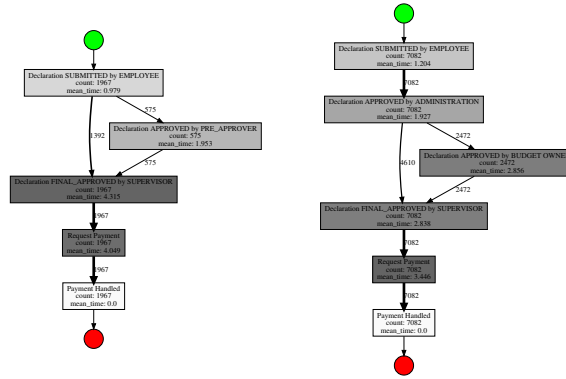 Declaration SUBMITTED by EMPLOYEE
count: 1967
mean_time: 0.979
575
1392
Declaration APPROVED by PRE_APPROVER
count: 575
mean_time: 1.953
575
Declaration FINAL_APPROVED by SUPERVISOR
count: 1967
mean_time: 4.315
1967
Request Payment
count: 1967
mean_time: 4.049
1967
Payment Handled
count: 1967
mean_time: 0.0
Declaration SUBMITTED by EMPLOYEE
count: 7082
mean_time: 1.204
7082
Declaration APPROVED by ADMINISTRATION
count: 7082
mean_time: 1.927
2472
4610
Declaration APPROVED by BUDGET OWNE
count: 2472
mean_time: 2.856
2472
Declaration FINAL_APPROVED by SUPERVISOR
count: 7082
mean_time: 2.838
7082
Request Payment
count: 7082
mean_time: 3.446
7082
Payment Handled
count: 7082
mean_time: 0.0